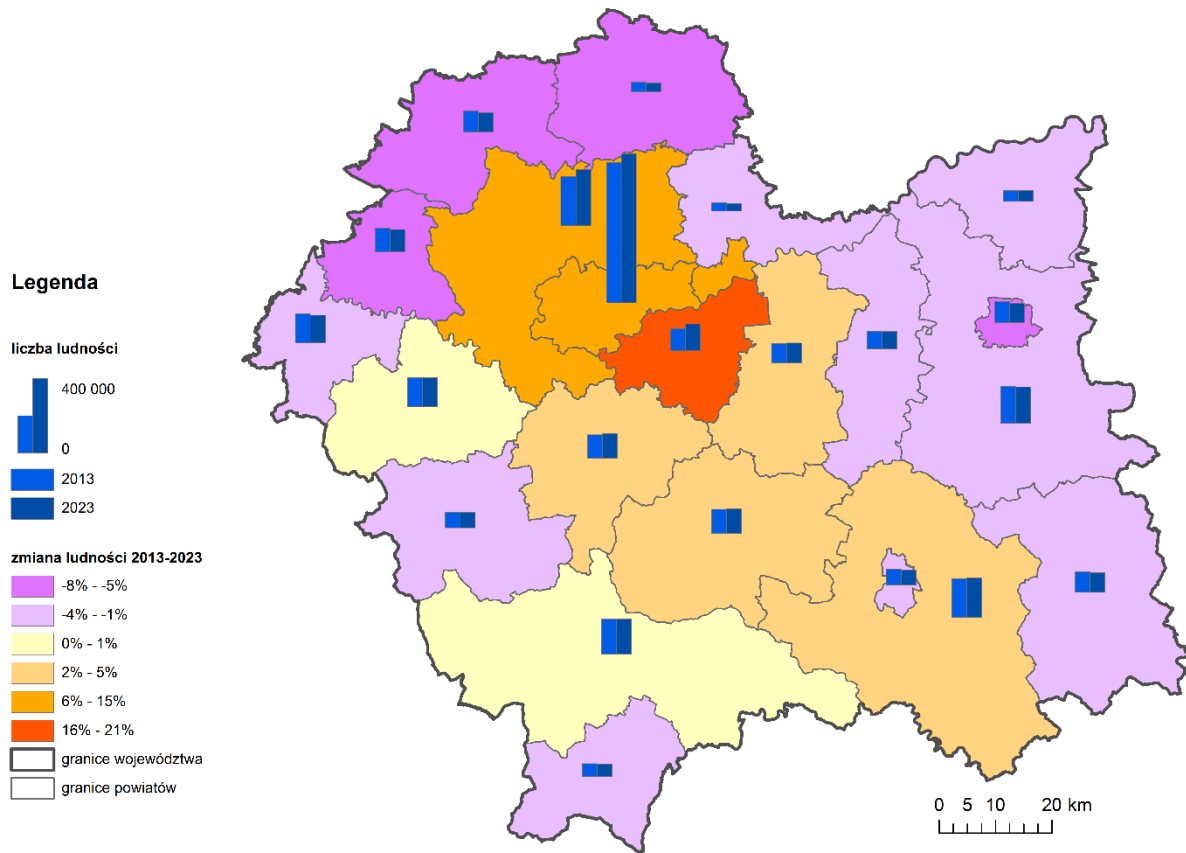 Legenda
liczba ludności
400 000
0
2013
2023
zmiana ludności 2013-2023
-8% - -5%
-4% - -1%
0% - 1%
2% - 5%
6% - 15%
16% - 21%
granice województwa
granice powiatów
0 5 10 20 km